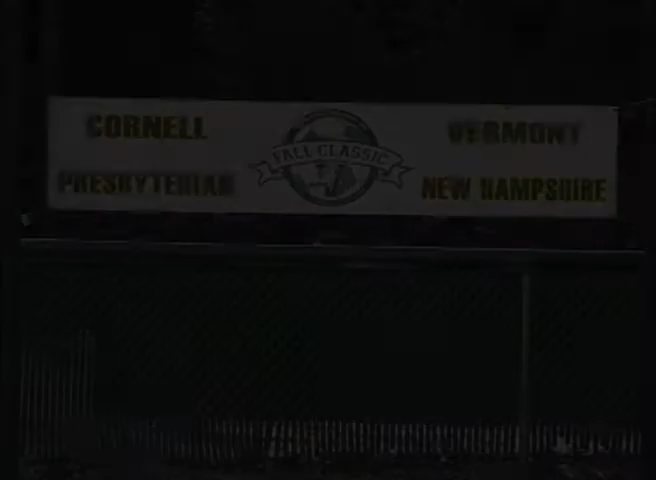 CORNELL
VERMONT
FALL CLASSIC
PRESBYTERIAN
NEW HAMPSHIRE